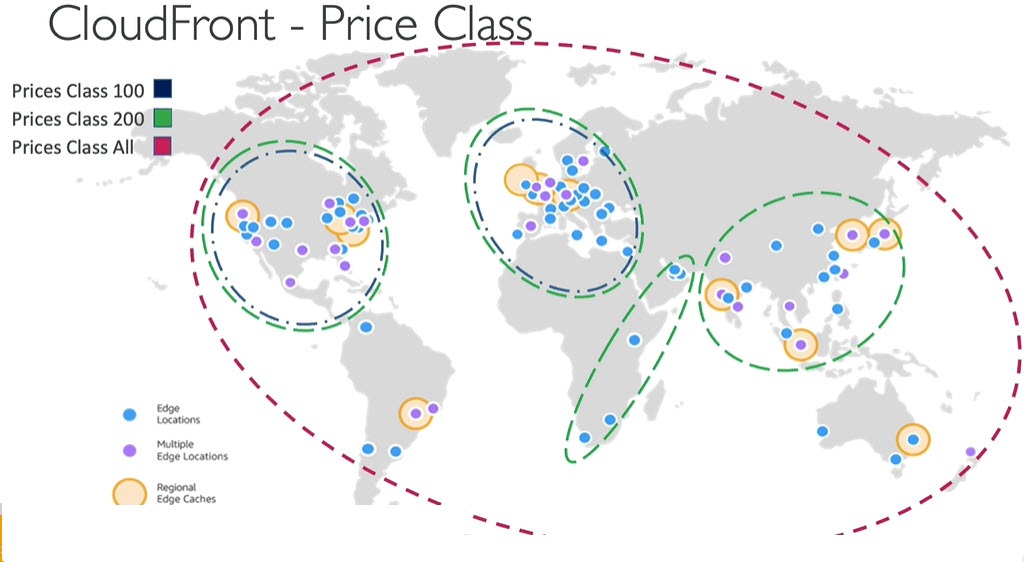 CloudFront - Price Class
Prices Class 100
Prices Class 200
Prices Class All
Edge
Locations
Multiple
Edge Locations
Regional
Edge Caches